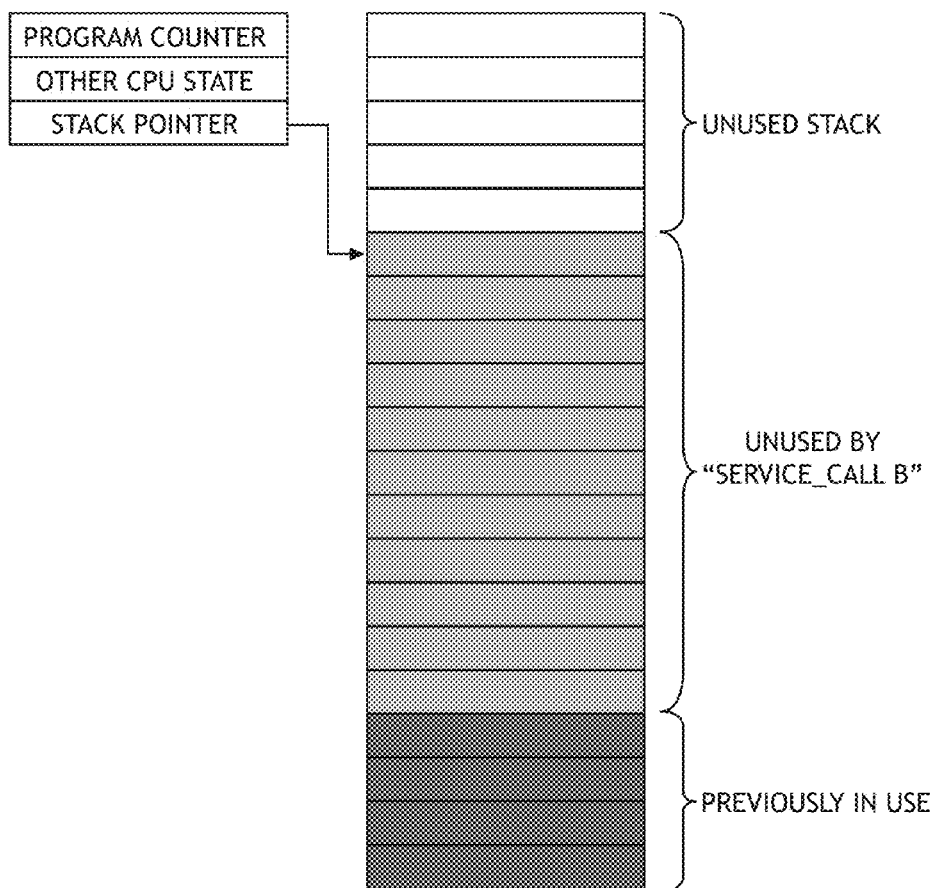 PROGRAM COUNTER
OTHER CPU STATE
STACK POINTER
UNUSED STACK
UNUSED BY
“SERVICE_CALL B”
PREVIOUSLY IN USE